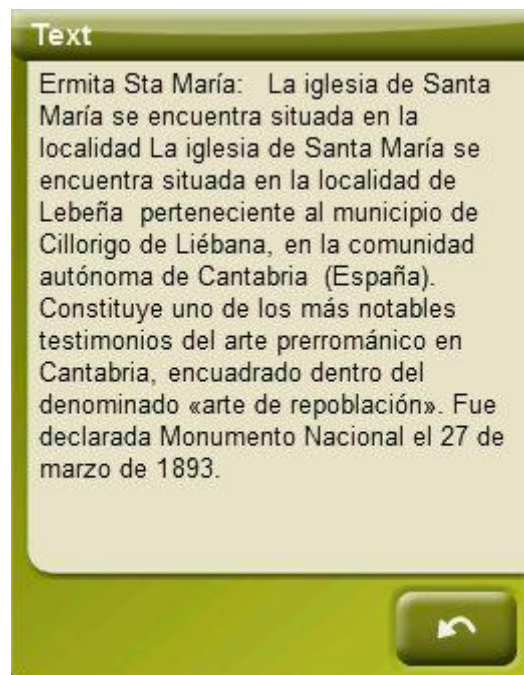 Text
Ermita Sta María:   La iglesia de Santa
María se encuentra situada en la
localidad La iglesia de Santa María se
encuentra situada en la localidad de
Lebeña  perteneciente al municipio de
Cillorigo de Liébana, en la comunidad
autónoma de Cantabria  (España).
Constituye uno de los más notables
testimonios del arte prerrománico en
Cantabria, encuadrado dentro del
denominado «arte de repoblación». Fue
declarada Monumento Nacional el 27 de
marzo de 1893.